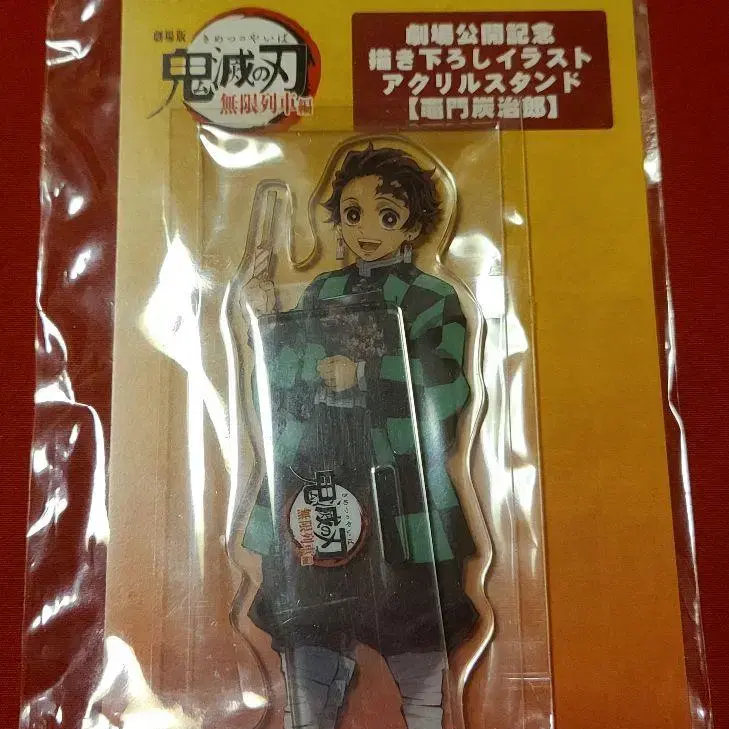 劇場版
きめつのやいば
鬼滅の刃
無限列車編
劇場公開記念
描き下ろしイラスト
アクリルスタンド
【竈門炭治郎】
きめつのやいば
鬼滅の刃
無限列車編